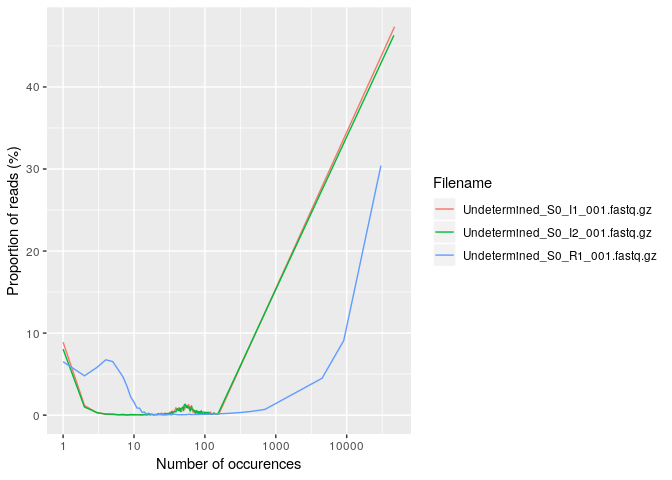 40
30
20
10
0
Proportion of reads (%)
1
10
100
1000
10000
Number of occurences
Filename
Undetermined_S0_I1_001.fastq.gz
Undetermined_S0_I2_001.fastq.gz
Undetermined_S0_R1_001.fastq.gz